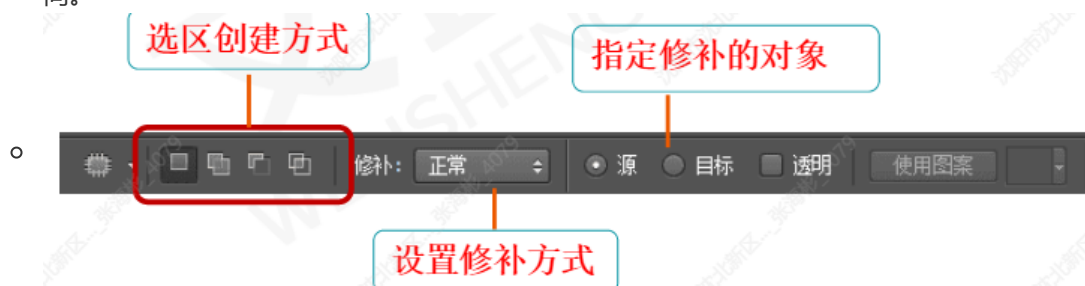 间。
选区创建方式
指定修补的对象
修补： 正常 源 目标 透明 使用图案
设置修补方式